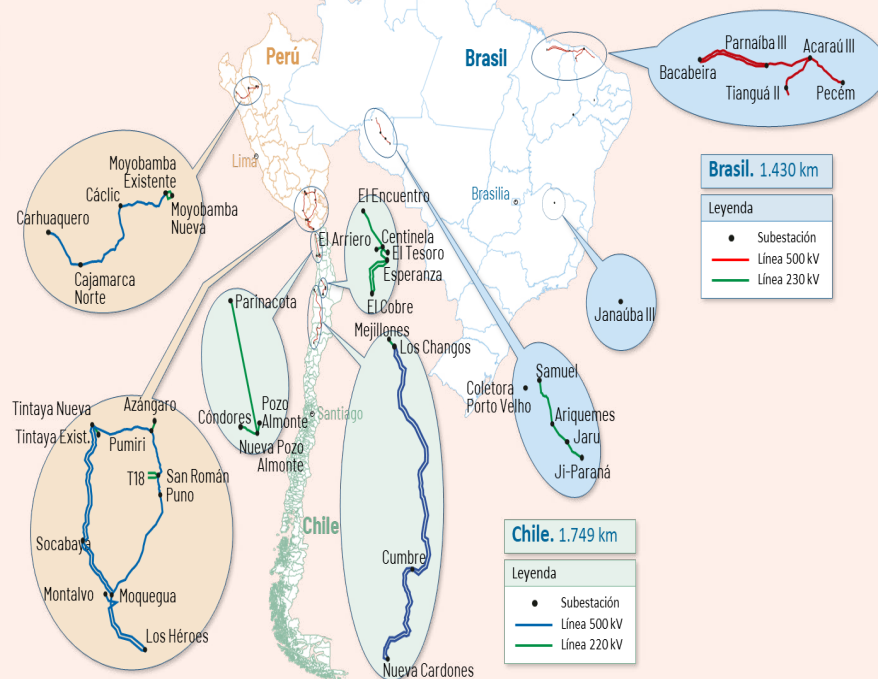 Perú
Lima
Brasil
Brasilia
Chile
Santiago
Parnaíba III
Acaraú III
Bacabeira
Tianguá II
Pecém
Brasil. 1.430 km
Leyenda
Subestación
Línea 500 kV
Línea 230 kV
Janaúba III
Moyobamba
Existente
Cáclic
Carhuaquero
Moyobamba
Nueva
Cajamarca
Norte
El Encuentro
El Arriero
Centinela
El Tesoro
Esperanza
El Cobre
Parinacota
Pozo
Almonte
Cóndores
Nueva Pozo
Almonte
Mejillones
Los Changos
Cumbre
Nueva Cardones
Samuel
Coletora
Porto Velho
Ariquemes
Jaru
Ji-Paraná
Azángaro
Tintaya Nueva
Tintaya Exist.
Pumiri
T18
San Román
Puno
Socabaya
Montalvo
Moquegua
Los Héroes
Chile. 1.749 km
Leyenda
Subestación
Línea 500 kV
Línea 220 kV